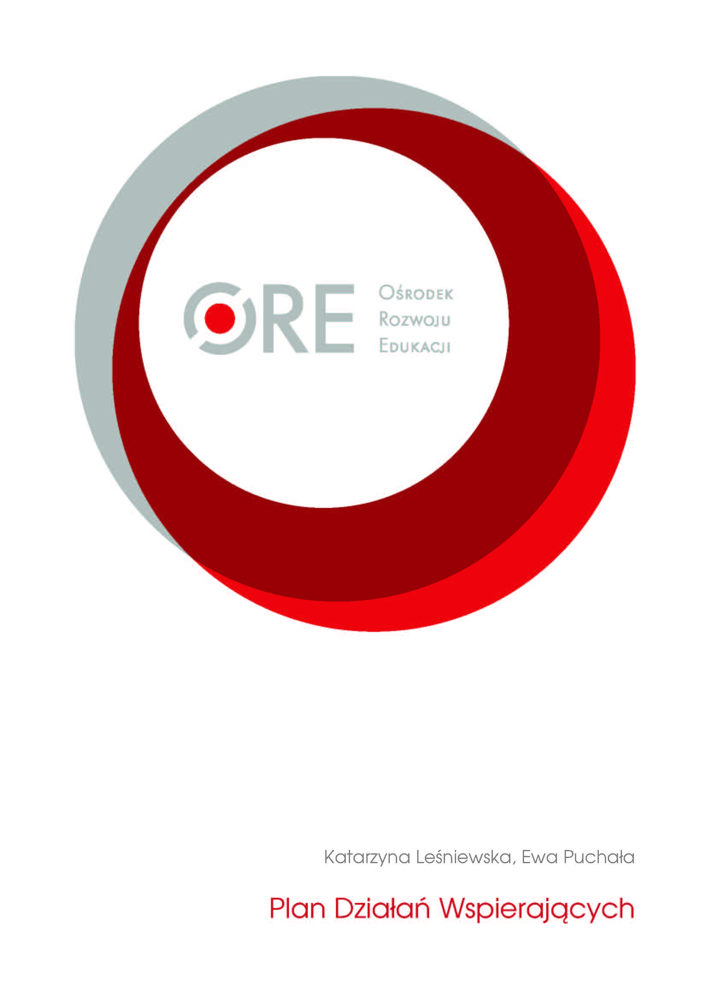 ORE
Ośrodek
Rozwoju
Edukacji
Katarzyna Leśniewska, Ewa Puchała
Plan Działań Wspierających